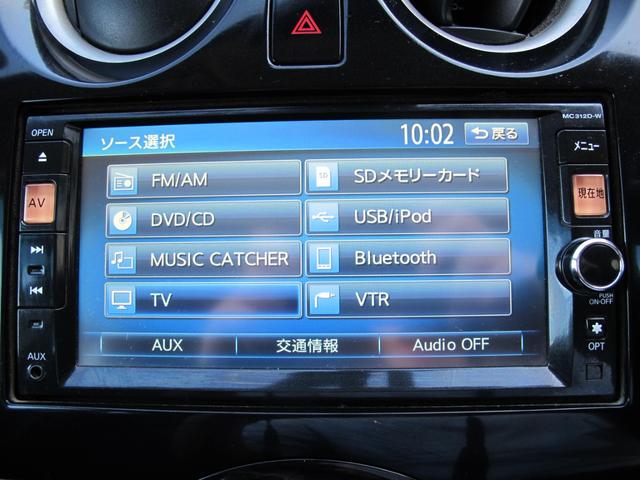 OPEN
MC312D-W
ソース選択
10:02
戻る
メニュー
AV
FM/AM
SDメモリーカード
現在地
DVD/CD
USB/iPod
音量
MUSIC CATCHER
Bluetooth
TV
VTR
PUSH
ON-OFF
AUX
交通情報
Audio OFF
AUX
OPT
SD